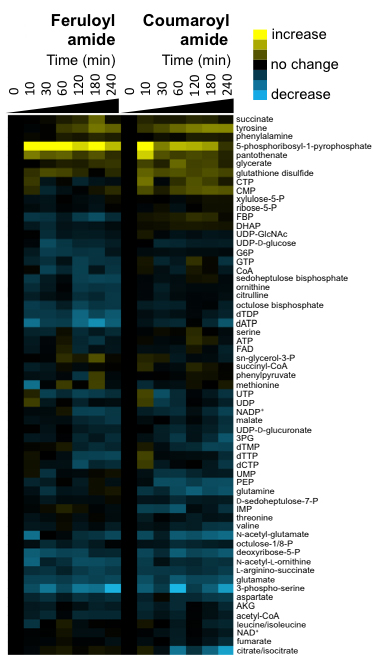 Feruloyl Coumaroyl
amide amide
Time (min) Time (min)
0 10 30 60 120 180 240 0 10 30 60 120 180 240
increase
no change
decrease
succinate
tyrosine
phenylalamine
5-phosphoribosyl-1-pyrophosphate
pantothenate
glycerate
glutathione disulfide
CTP
CMP
xylulose-5-P
ribose-5-P
FBP
DHAP
UDP-GlcNAc
UDP-D-glucose
G6P
GTP
CoA
sedoheptulose bisphosphate
ornithine
citrulline
octulose bisphosphate
dTDP
dATP
serine
ATP
FAD
sn-glycerol-3-P
succinyl-CoA
phenylpyruvate
methionine
UTP
UDP
NADP⁺
malate
UDP-D-glucuronate
3PG
dTMP
dTTP
dCTP
UMP
PEP
glutamine
D-sedoheptulose-7-P
IMP
threonine
valine
N-acetyl-glutamate
octulose-1/8-P
deoxyribose-5-P
N-acetyl-L-ornithine
L-arginino-succinate
glutamate
3-phospho-serine
aspartate
AKG
acetyl-CoA
leucine/isoleucine
NAD⁺
fumarate
citrate/isocitrate